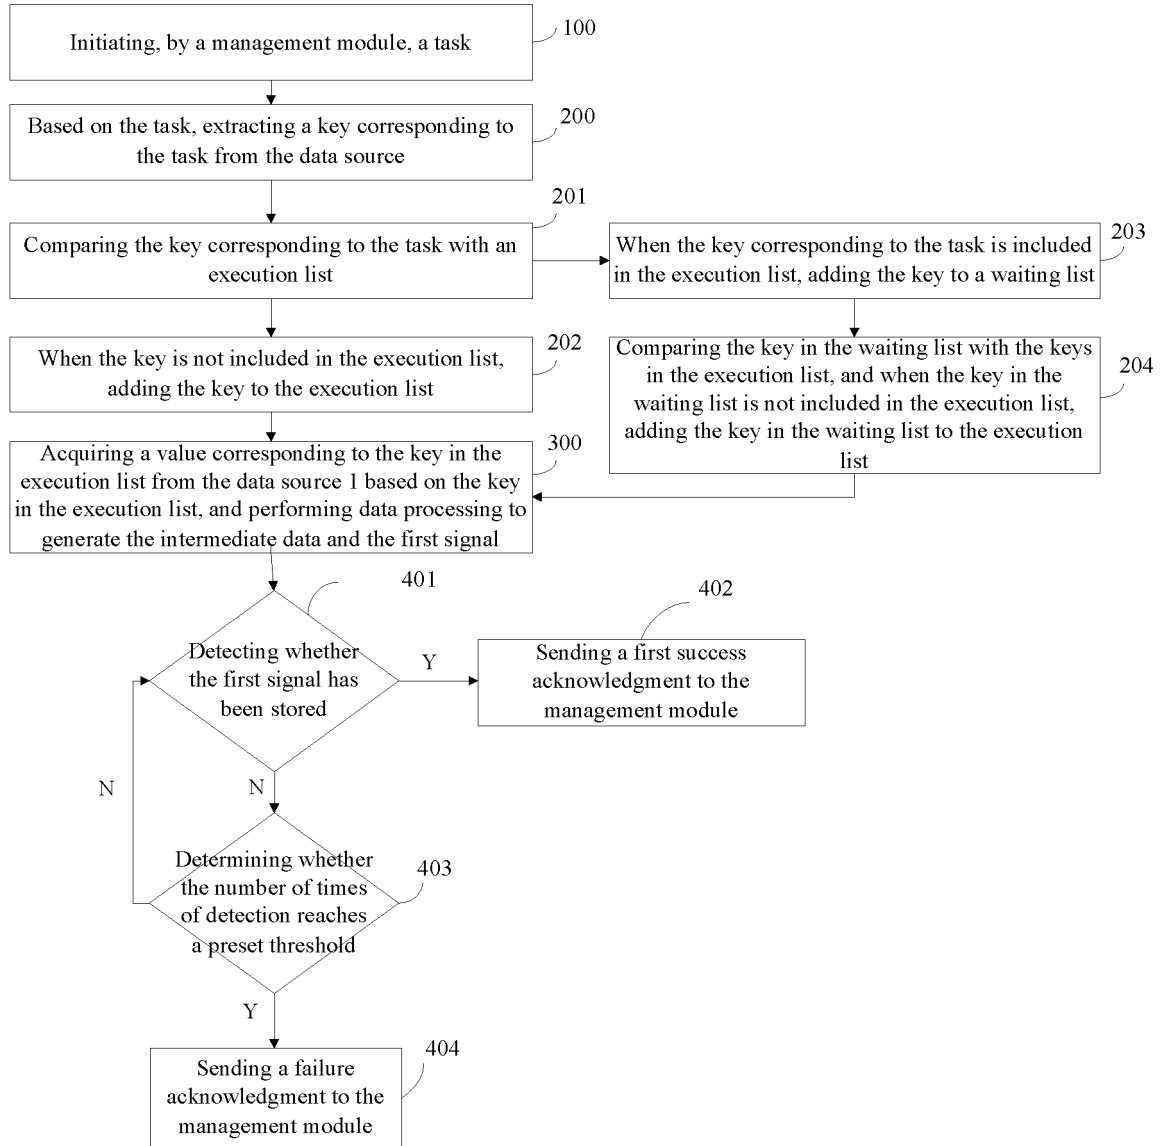 Initiating, by a management module, a task
100
Based on the task, extracting a key corresponding to
the task from the data source
200
Comparing the key corresponding to the task with an
execution list
201
When the key corresponding to the task is included
in the execution list, adding the key to a waiting list
203
When the key is not included in the execution list,
adding the key to the execution list
202
Comparing the key in the waiting list with the keys
in the execution list, and when the key in the
waiting list is not included in the execution list,
adding the key in the waiting list to the execution
list
204
Acquiring a value corresponding to the key in the
execution list from the data source 1 based on the key
in the execution list, and performing data processing to
generate the intermediate data and the first signal
300
Detecting whether
the first signal has
been stored
401
Y
Sending a first success
acknowledgment to the
management module
402
N
N
Determining whether
the number of times
of detection reaches
a preset threshold
403
Y
Sending a failure
acknowledgment to the
management module
404